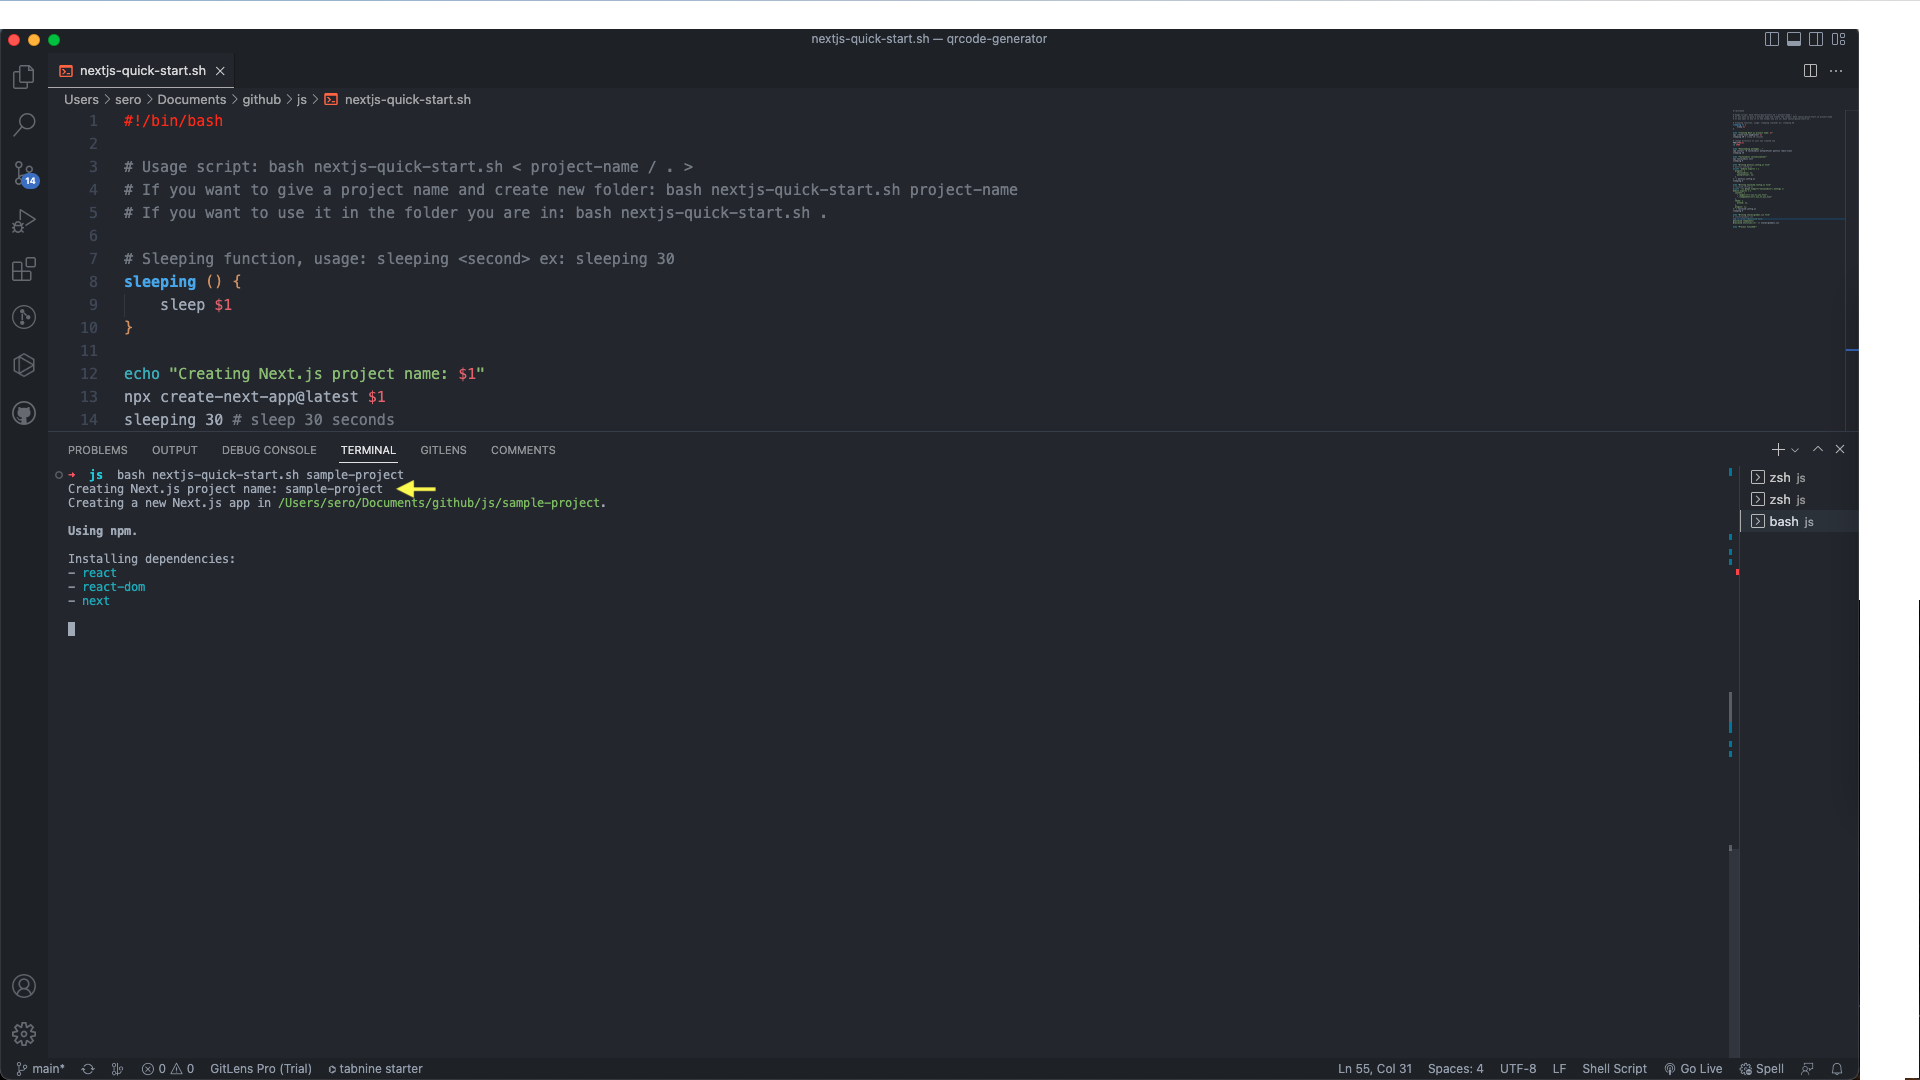 nextjs-quick-start.sh — qrcode-generator
nextjs-quick-start.sh
Users > sero > Documents > github > js > nextjs-quick-start.sh
14
1 #!/bin/bash
2
3 # Usage script: bash nextjs-quick-start.sh < project-name / . >
4 # If you want to give a project name and create new folder: bash nextjs-quick-start.sh project-name
5 # If you want to use it in the folder you are in: bash nextjs-quick-start.sh .
6
7 # Sleeping function, usage: sleeping <second> ex: sleeping 30
8 sleeping () {
9 sleep $1
10 }
11
12 echo "Creating Next.js project name: $1"
13 npx create-next-app@latest $1
14 sleeping 30 # sleep 30 seconds
PROBLEMS OUTPUT DEBUG CONSOLE TERMINAL GITLENS COMMENTS
➜ js bash nextjs-quick-start.sh sample-project
Creating Next.js project name: sample-project
Creating a new Next.js app in /Users/sero/Documents/github/js/sample-project.
Using npm.
Installing dependencies:
- react
- react-dom
- next
zsh js
zsh js
bash js
main* 0 0 GitLens Pro (Trial) tabnine starter Ln 55, Col 31 Spaces: 4 UTF-8 LF Shell Script Go Live Spell